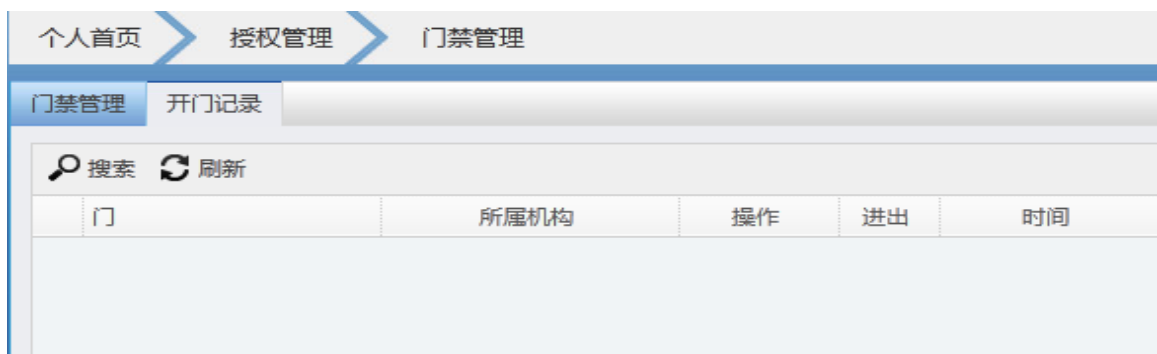 个人首页 授权管理 门禁管理
门禁管理 开门记录
搜索 刷新
门 所属机构 操作 进出 时间